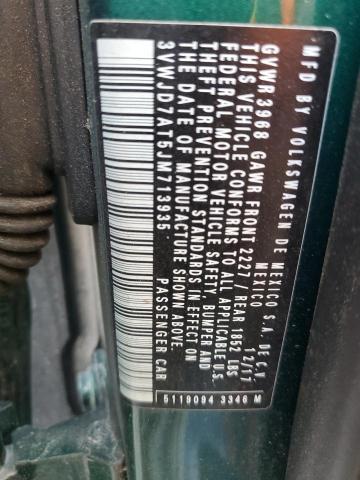 MFD BY VOLKSWAGEN DE MEXICO S.A. DE C.V.
MEXICO 12/17
GVWR 3968 GAWR FRONT 2227 / REAR 1852 LBS
THIS VEHICLE CONFORMS TO ALL APPLICABLE U.S.
FEDERAL MOTOR VEHICLE SAFETY, BUMPER AND
THEFT PREVENTION STANDARDS IN EFFECT ON
THE DATE OF MANUFACTURE SHOWN ABOVE.
3VWJD7AT5JM713935* PASSENGER CAR
5119094 3346 M